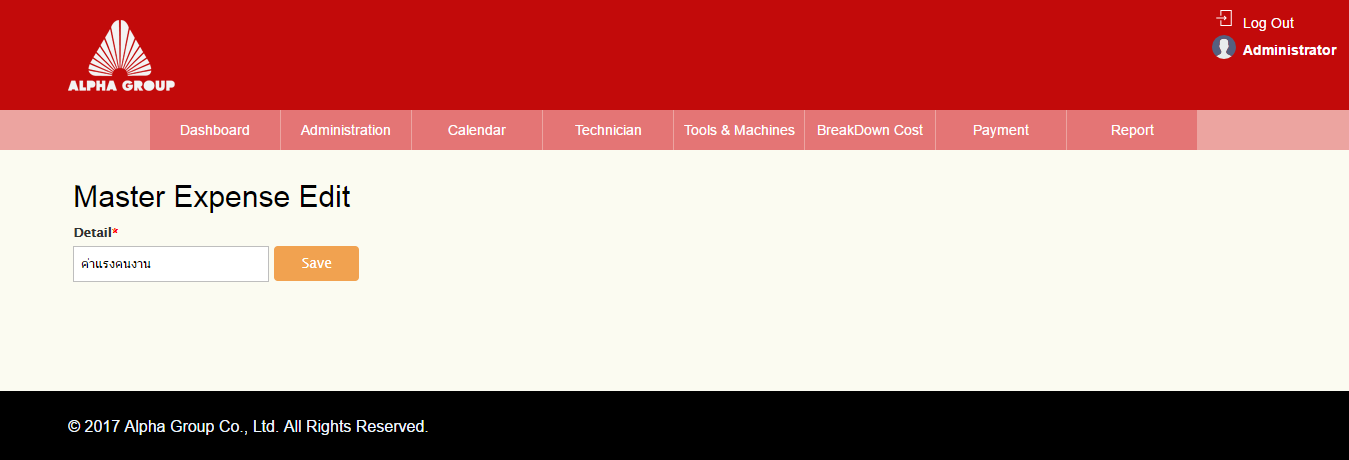 Log Out
Administrator
ALPHA GROUP
Dashboard
Administration
Calendar
Technician
Tools & Machines
BreakDown Cost
Payment
Report
Master Expense Edit
Detail*
ค่าแรงคนงาน
Save
© 2017 Alpha Group Co., Ltd. All Rights Reserved.